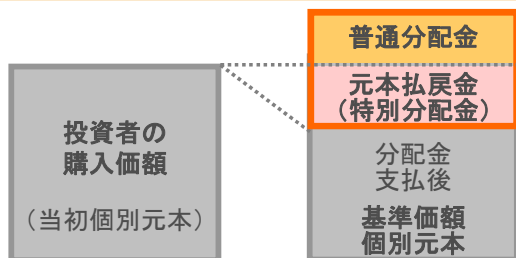 投資者の
購入価額
（当初個別元本）
普通分配金
元本払戻金
（特別分配金）
分配金
支払後
基準価額
個別元本